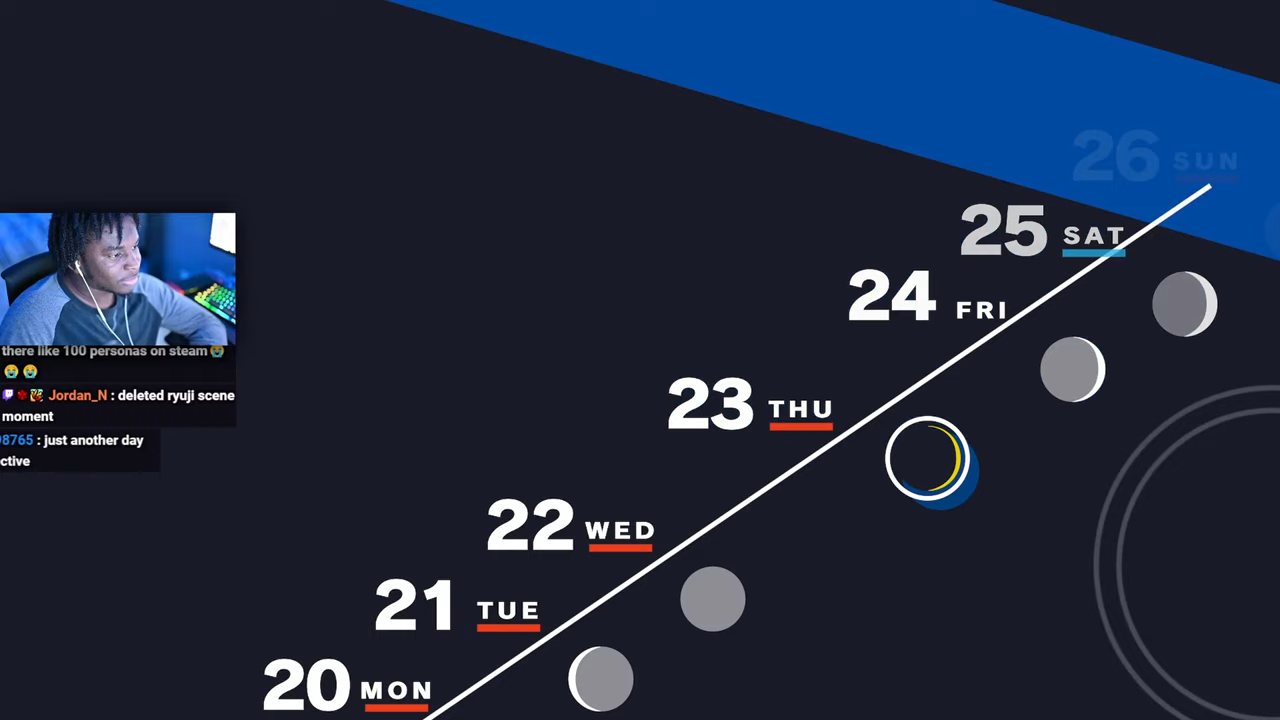 26 SUN
25 SAT
24 FRI
23 THU
22 WED
21 TUE
20 MON
there like 100 personas on steam😭
😭 😭
Jordan_N : deleted ryuji scene
moment
98765 : just another day
ctive